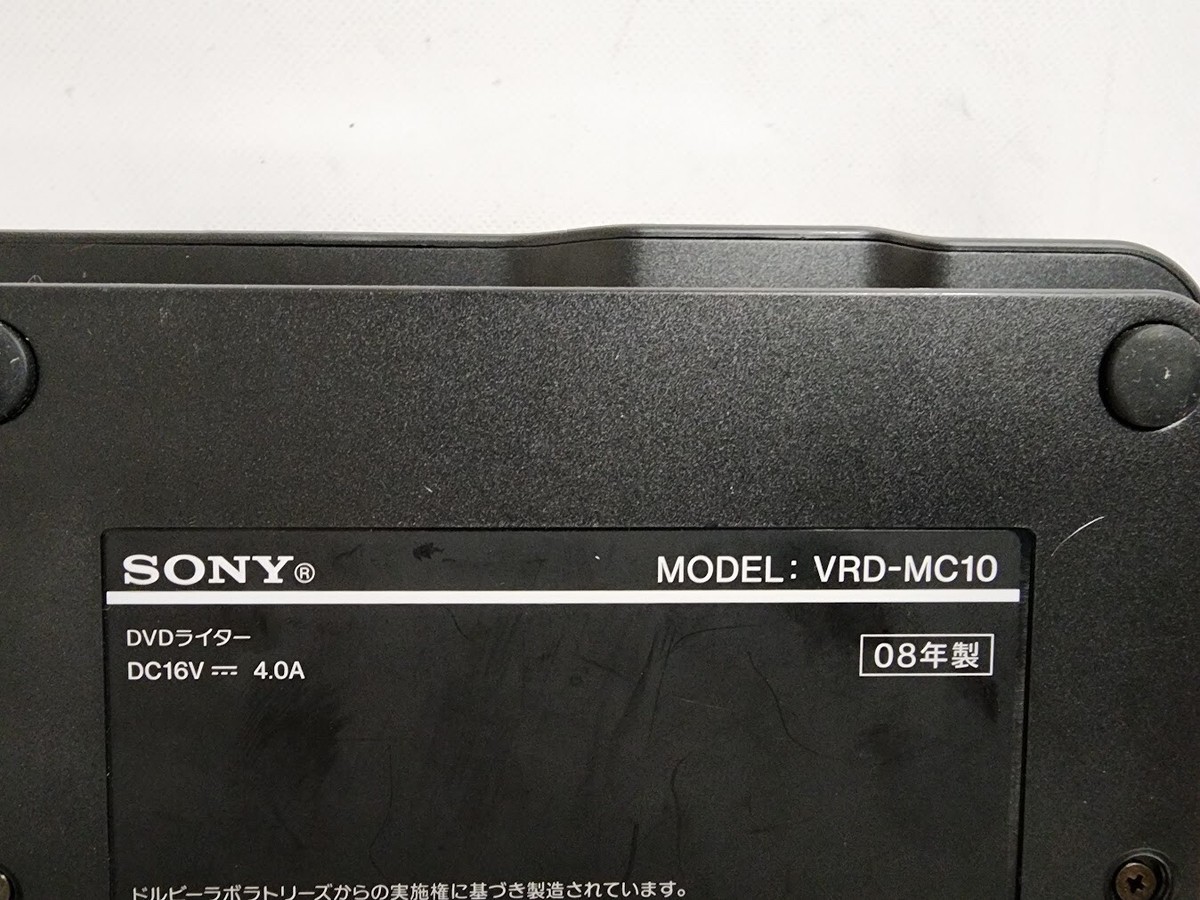 SONY® MODEL: VRD-MC10
DVDライター
DC16V ⎓ 4.0A
08年製
ドルビーラボラトリーズからの実施権に基づき製造されています。